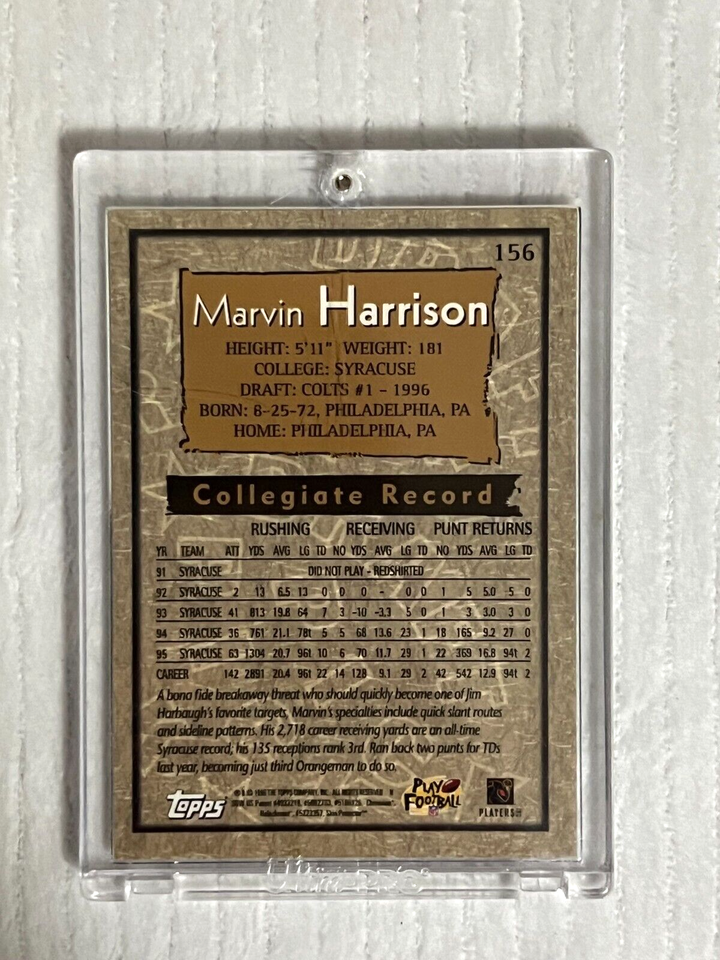 156
Marvin Harrison
HEIGHT: 5'11" WEIGHT: 181
COLLEGE: SYRACUSE
DRAFT: COLTS #1 - 1996
BORN: 8-25-72, PHILADELPHIA, PA
HOME: PHILADELPHIA, PA
Collegiate Record
RUSHING RECEIVING PUNT RETURNS
YR TEAM ATT YDS AVG LG TD NO YDS AVG LG TD NO YDS AVG LG TD
91 SYRACUSE DID NOT PLAY - REDSHIRTED
92 SYRACUSE 2 13 6.5 13 0 0 0 - 0 0 1 5 5.0 5 0
93 SYRACUSE 41 813 19.8 64 7 3 -10 -3.3 5 0 1 3 3.0 3 0
94 SYRACUSE 36 761 21.1 78t 5 5 68 13.6 23 1 18 165 9.2 27 0
95 SYRACUSE 63 1304 20.7 96t 10 6 70 11.7 29 1 22 369 16.8 94t 2
CAREER 142 2891 20.4 96t 22 14 128 9.1 29 2 42 542 12.9 94t 2
A bona fide breakaway threat who should quickly become one of Jim
Harbaugh's favorite targets. Marvin's specialties include quick slant routes
and sideline patterns. His 2,718 career receiving yards are an all-time
Syracuse record; his 135 receptions rank 3rd. Ran back two punts for TDs
last year, becoming just third Orangeman to do so.
Topps
THE TOPPS COMPANY, INC. ALL RIGHTS RESERVED
PLAY FOOTBALL
NFL
PLAYERS
Ultra-PRO